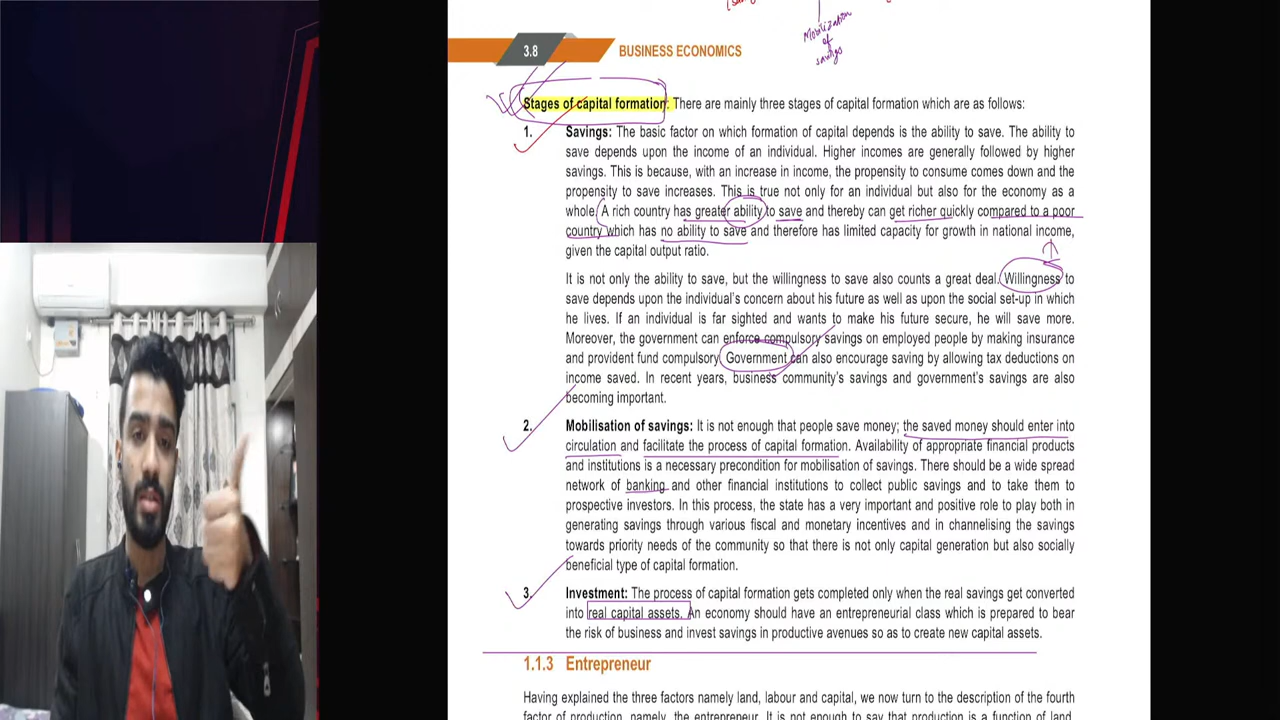 Mobilization
of
savings
3.8 BUSINESS ECONOMICS
Stages of capital formation: There are mainly three stages of capital formation which are as follows:
1. Savings: The basic factor on which formation of capital depends is the ability to save. The ability to
save depends upon the income of an individual. Higher incomes are generally followed by higher
savings. This is because, with an increase in income, the propensity to consume comes down and the
propensity to save increases. This is true not only for an individual but also for the economy as a
whole. A rich country has greater ability to save and thereby can get richer quickly compared to a poor
country which has no ability to save and therefore has limited capacity for growth in national income,
given the capital output ratio.
It is not only the ability to save, but the willingness to save also counts a great deal. Willingness to
save depends upon the individual's concern about his future as well as upon the social set-up in which
he lives. If an individual is far sighted and wants to make his future secure, he will save more.
Moreover, the government can enforce compulsory savings on employed people by making insurance
and provident fund compulsory. Government can also encourage saving by allowing tax deductions on
income saved. In recent years, business community's savings and government's savings are also
becoming important.
2. Mobilisation of savings: It is not enough that people save money; the saved money should enter into
circulation and facilitate the process of capital formation. Availability of appropriate financial products
and institutions is a necessary precondition for mobilisation of savings. There should be a wide spread
network of banking and other financial institutions to collect public savings and to take them to
prospective investors. In this process, the state has a very important and positive role to play both in
generating savings through various fiscal and monetary incentives and in channelising the savings
towards priority needs of the community so that there is not only capital generation but also socially
beneficial type of capital formation.
3. Investment: The process of capital formation gets completed only when the real savings get converted
into real capital assets. An economy should have an entrepreneurial class which is prepared to bear
the risk of business and invest savings in productive avenues so as to create new capital assets.
1.1.3 Entrepreneur
Having explained the three factors namely land, labour and capital, we now turn to the description of the fourth
factor of production, namely, the entrepreneur. It is not enough to say that production is a function of land,